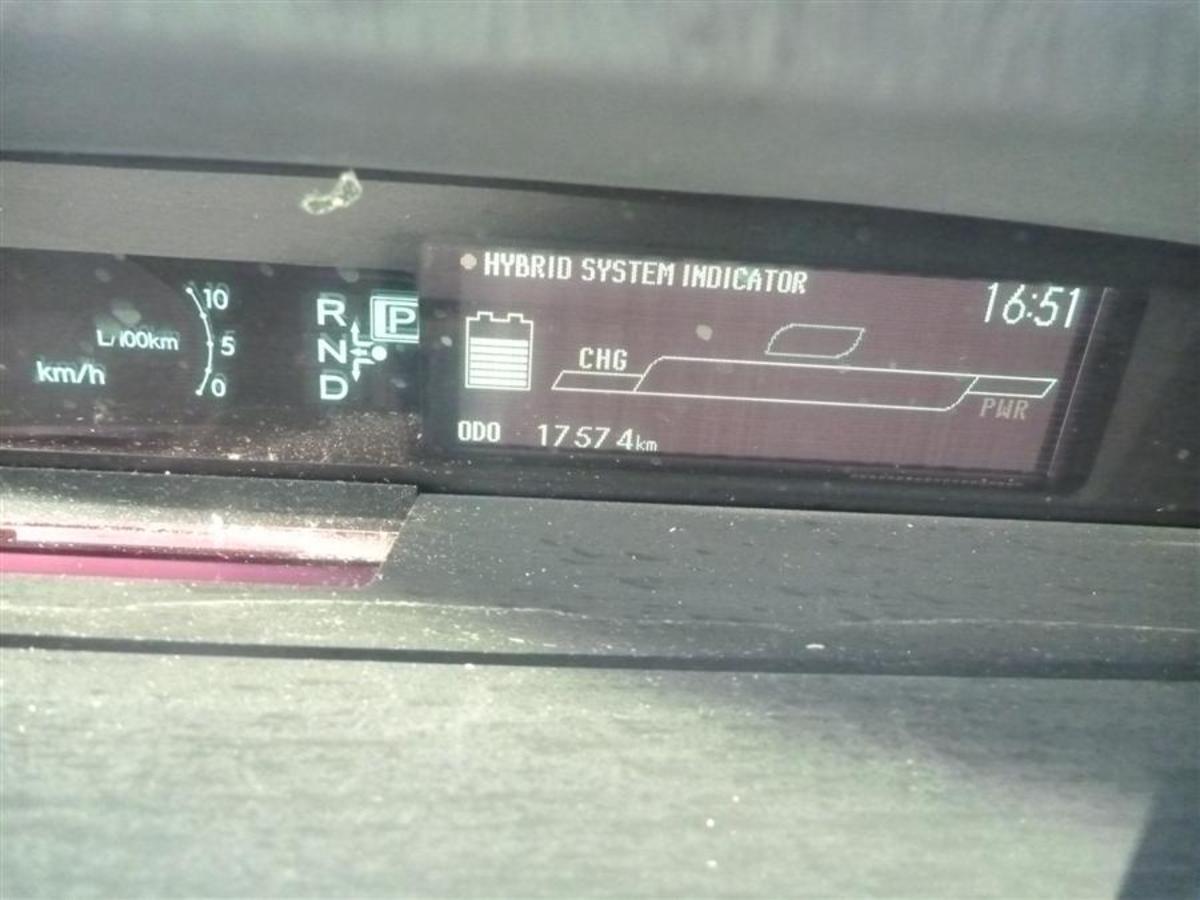 HYBRID SYSTEM INDICATOR
16:51
10
R
P
L/100km
5
N
CHG
km/h
0
D
PWR
ODO 17574km